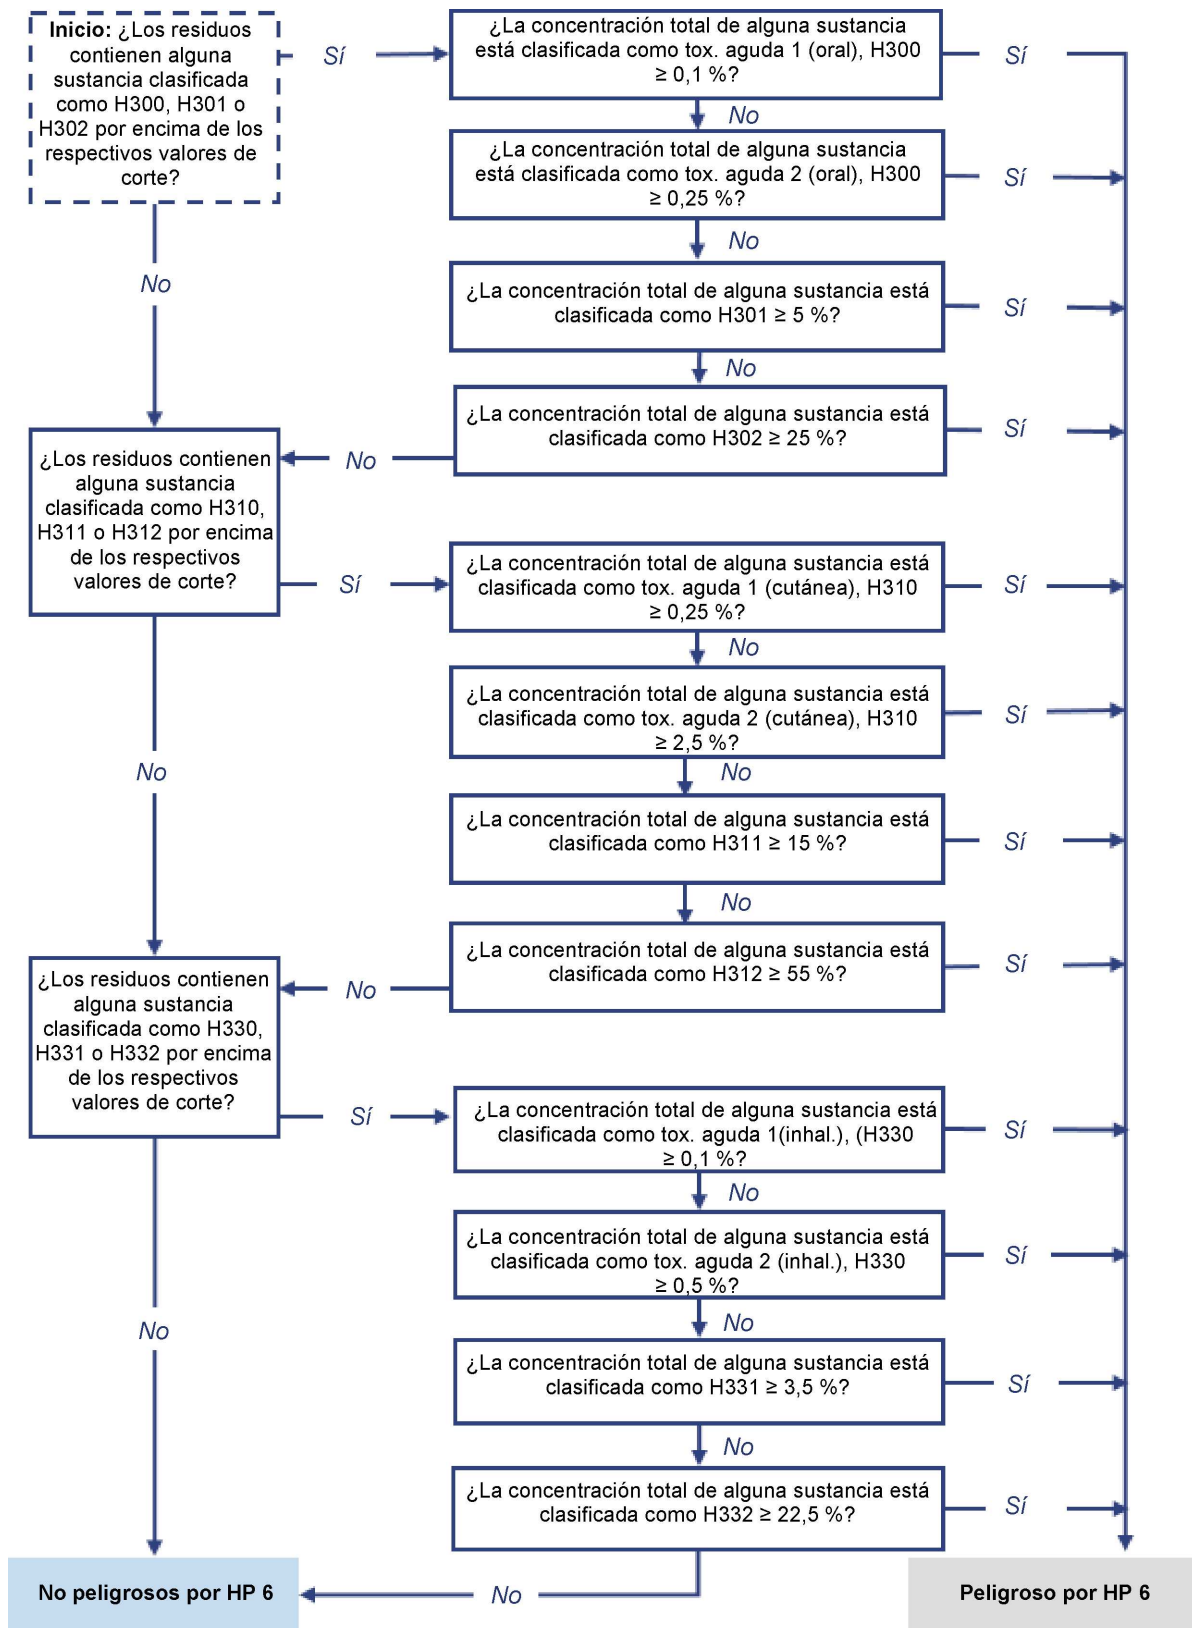 Inicio: ¿Los residuos
contienen alguna
sustancia clasificada
como H300, H301 o
H302 por encima de los
respectivos valores de
corte?
Sí
¿La concentración total de alguna sustancia
está clasificada como tox. aguda 1 (oral), H300
≥ 0,1 %?
Sí
No
¿La concentración total de alguna sustancia
está clasificada como tox. aguda 2 (oral), H300
≥ 0,25 %?
Sí
No
No
¿La concentración total de alguna sustancia está
clasificada como H301 ≥ 5 %?
Sí
No
¿La concentración total de alguna sustancia está
clasificada como H302 ≥ 25 %?
Sí
No
¿Los residuos contienen
alguna sustancia
clasificada como H310,
H311 o H312 por encima
de los respectivos
valores de corte?
Sí
¿La concentración total de alguna sustancia está
clasificada como tox. aguda 1 (cutánea), H310
≥ 0,25 %?
Sí
No
¿La concentración total de alguna sustancia está
clasificada como tox. aguda 2 (cutánea), H310
≥ 2,5 %?
Sí
No
No
¿La concentración total de alguna sustancia está
clasificada como H311 ≥ 15 %?
Sí
No
¿La concentración total de alguna sustancia está
clasificada como H312 ≥ 55 %?
Sí
No
¿Los residuos contienen
alguna sustancia
clasificada como H330,
H331 o H332 por encima
de los respectivos
valores de corte?
Sí
¿La concentración total de alguna sustancia está
clasificada como tox. aguda 1(inhal.), (H330
≥ 0,1 %?
Sí
No
¿La concentración total de alguna sustancia está
clasificada como tox. aguda 2 (inhal.), H330
≥ 0,5 %?
Sí
No
No
¿La concentración total de alguna sustancia está
clasificada como H331 ≥ 3,5 %?
Sí
No
¿La concentración total de alguna sustancia está
clasificada como H332 ≥ 22,5 %?
Sí
No peligrosos por HP 6
No
Peligroso por HP 6